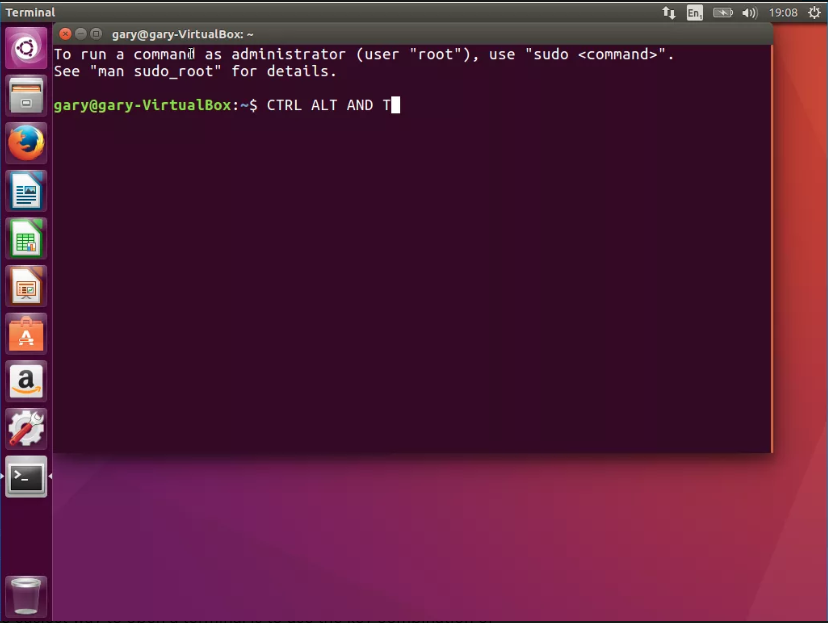 Terminal
En
19:08
gary@gary-VirtualBox: ~
To run a command as administrator (user "root"), use "sudo <command>".
See "man sudo_root" for details.
gary@gary-VirtualBox:~$ CTRL ALT AND T
A
a
>_